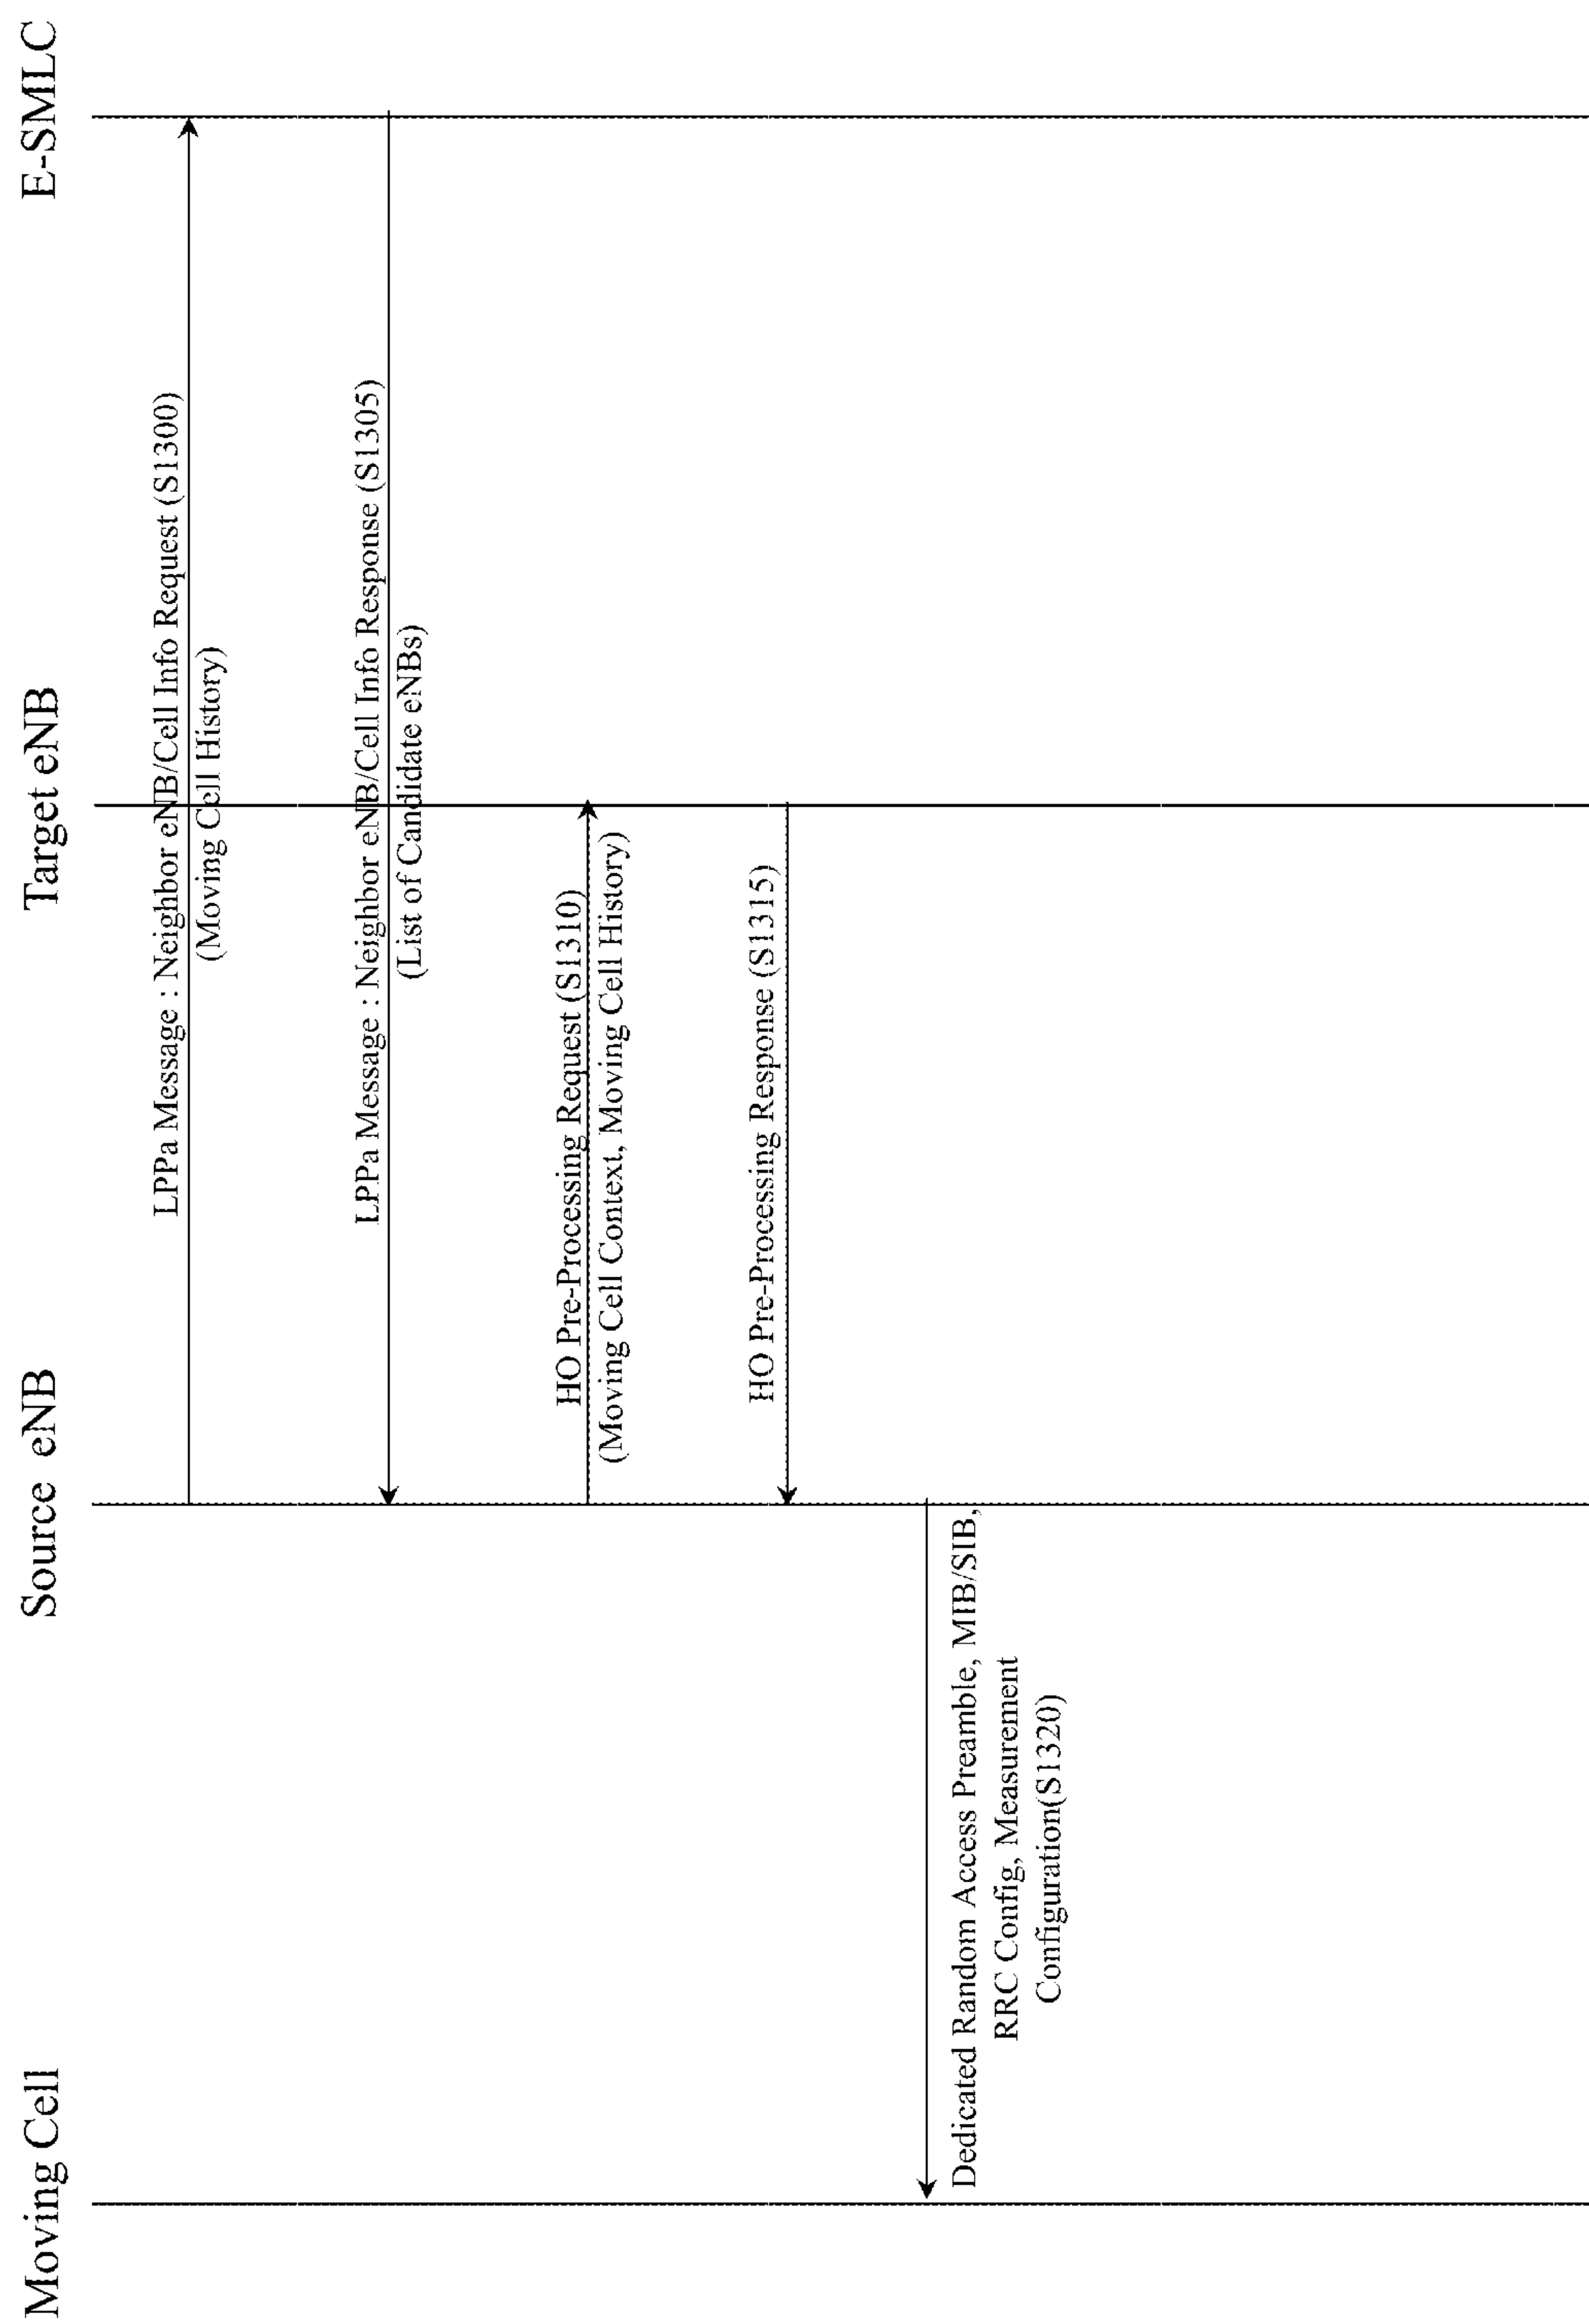 Moving Cell
Source eNB
Target eNB
E-SMLC
LPPa Message : Neighbor eNB/Cell Info Request (S1300)
(Moving Cell History)
LPPa Message : Neighbor eNB/Cell Info Response (S1305)
(List of Candidate eNBs)
HO Pre-Processing Request (S1310)
(Moving Cell Context, Moving Cell History)
HO Pre-Processing Response (S1315)
Dedicated Random Access Preamble, MIB/SIB,
RRC Config, Measurement
Configuration(S1320)